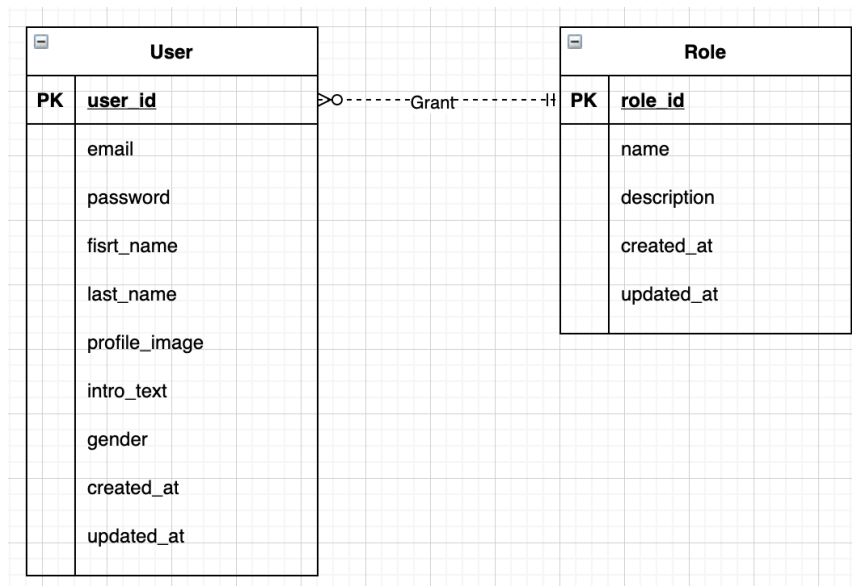 User
PK user_id
email
password
fisrt_name
last_name
profile_image
intro_text
gender
created_at
updated_at
Grant
Role
PK role_id
name
description
created_at
updated_at